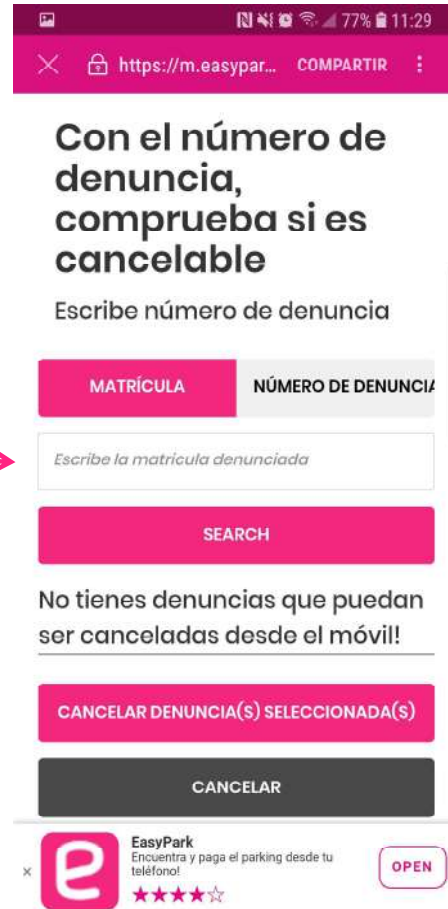 77% 11:29
https://m.easypar... COMPARTIR
Con el número de
denuncia,
comprueba si es
cancelable
Escribe número de denuncia
MATRÍCULA NÚMERO DE DENUNCIA
Escribe la matricula denunciada
SEARCH
No tienes denuncias que puedan
ser canceladas desde el móvil!
CANCELAR DENUNCIA(S) SELECCIONADA(S)
CANCELAR
EasyPark
Encuentra y paga el parking desde tu
teléfono!
OPEN